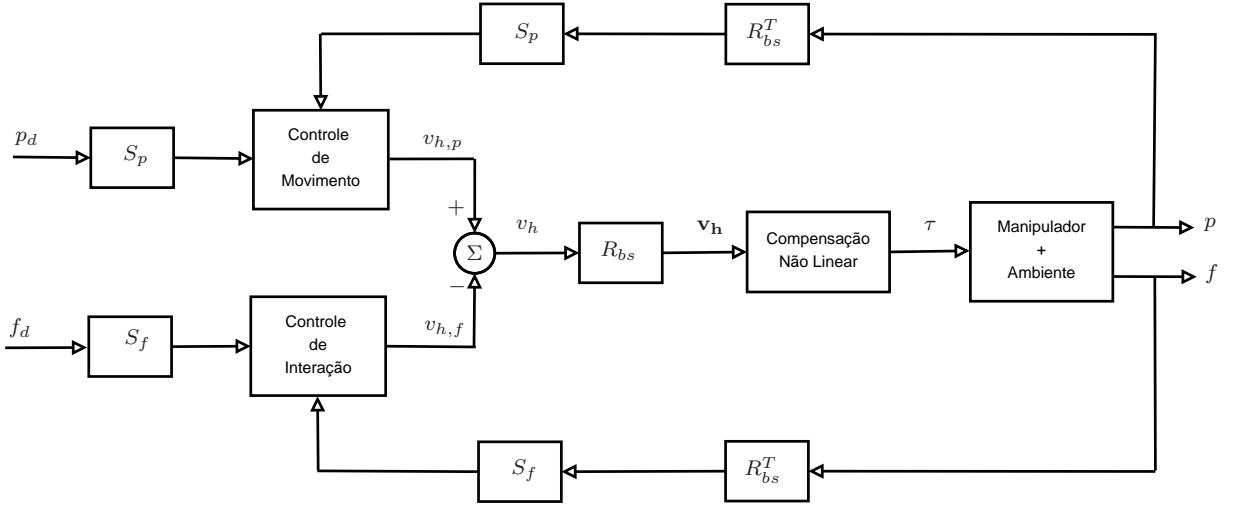 S_p
R_{bs}^T
p_d
S_p
Controle
de
Movimento
v_{h,p}
+
Σ
−
v_h
R_{bs}
v_h
Compensação
Não Linear
τ
Manipulador
+
Ambiente
p
f
f_d
S_f
Controle
de
Interação
v_{h,f}
S_f
R_{bs}^T